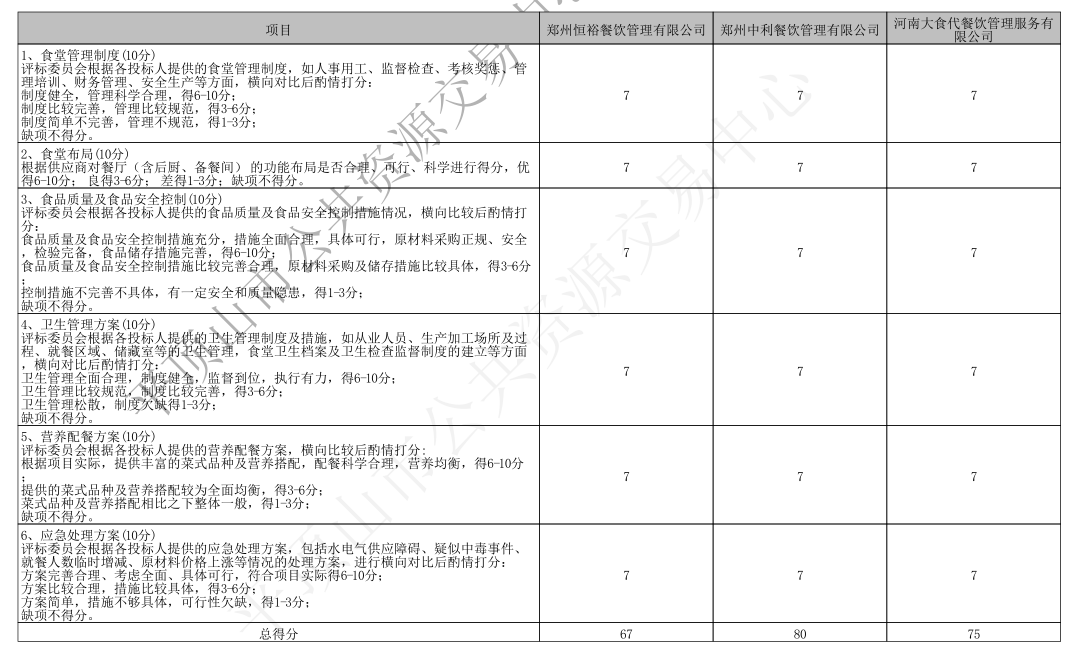 项目 郑州恒裕餐饮管理有限公司 郑州中利餐饮管理有限公司 河南大食代餐饮管理服务有
限公司
1、食堂管理制度(10分)
评标委员会根据各投标人提供的食堂管理制度，如人事用工、监督检查、考核奖惩、管
理培训、财务管理、安全生产等方面，横向对比后酌情打分：
制度健全，管理科学合理，得6-10分；
制度比较完善，管理比较规范，得3-6分；
制度简单不完善，管理不规范，得1-3分；
缺项不得分。
7 7 7
2、食堂布局(10分)
根据供应商对餐厅（含后厨、备餐间） 的功能布局是否合理、可行、科学进行得分，优
得6-10分； 良得3-6分； 差得1-3分；缺项不得分。
7 7 7
3、食品质量及食品安全控制(10分)
评标委员会根据各投标人提供的食品质量及食品安全控制措施情况，横向比较后酌情打
分：
食品质量及食品安全控制措施充分，措施全面合理，具体可行，原材料采购正规、安全
，检验完备，食品储存措施完善，得6-10分；
食品质量及食品安全控制措施比较完善合理，原材料采购及储存措施比较具体，得3-6分
；
控制措施不完善不具体，有一定安全和质量隐患，得1-3分；
缺项不得分。
7 7 7
4、卫生管理方案(10分)
评标委员会根据各投标人提供的卫生管理制度及措施，如从业人员、生产加工场所及过
程、就餐区域、储藏室等的卫生管理，食堂卫生档案及卫生检查监督制度的建立等方面
，横向对比后酌情打分：
卫生管理全面合理，制度健全，监督到位，执行有力，得6-10分；
卫生管理比较规范，制度比较完善，得3-6分；
卫生管理松散，制度欠缺得1-3分；
缺项不得分。
7 7 7
5、营养配餐方案(10分)
评标委员会根据各投标人提供的营养配餐方案，横向比较后酌情打分：
根据项目实际，提供丰富的菜式品种及营养搭配，配餐科学合理，营养均衡，得6-10分
；
提供的菜式品种及营养搭配较为全面均衡，得3-6分；
菜式品种及营养搭配相比之下整体一般，得1-3分；
缺项不得分。
7 7 7
6、应急处理方案(10分)
评标委员会根据各投标人提供的应急处理方案，包括水电气供应障碍、疑似中毒事件、
就餐人数临时增减、原材料价格上涨等情况的处理方案，进行横向对比后酌情打分：
方案完善合理、考虑全面、具体可行，符合项目实际得6-10分；
方案比较合理，措施比较具体，得3-6分；
方案简单，措施不够具体，可行性欠缺，得1-3分；
缺项不得分。
7 7 7
总得分 67 80 75
平顶山市公共资源交易中心
平顶山市公共资源交易中心